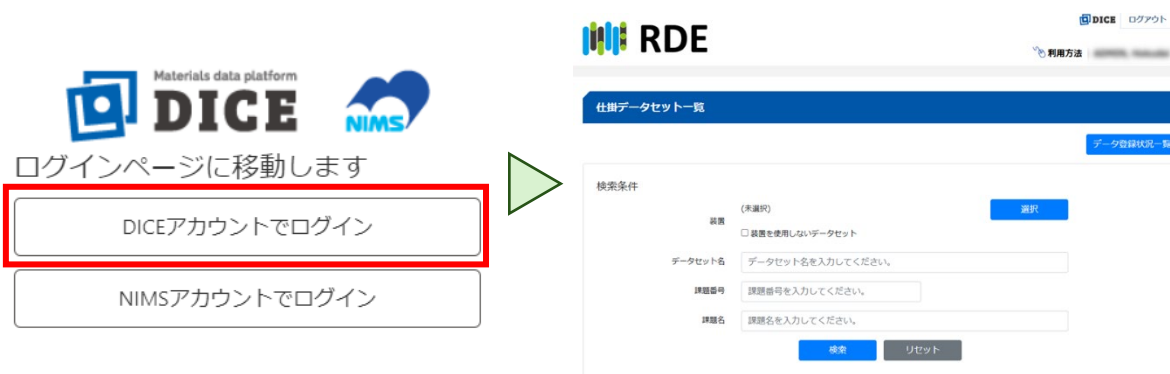 Materials data platform
DICE
NIMS
ログインページに移動します
DICEアカウントでログイン
NIMSアカウントでログイン
RDE
DICE ログアウト
利用方法
仕掛データセット一覧
データ登録状況一覧
検索条件
装置
(未選択)
選択
装置を使用しないデータセット
データセット名 データセット名を入力してください。
課題番号 課題番号を入力してください。
課題名 課題名を入力してください。
検索 リセット